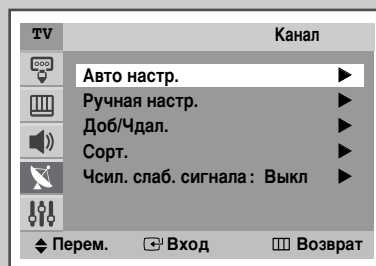 TV Канал
Авто настр.
Ручная настр.
Доб/Чдал.
Сорт.
Чсил. слаб. сигнала : Выкл
Перем. Вход Возврат